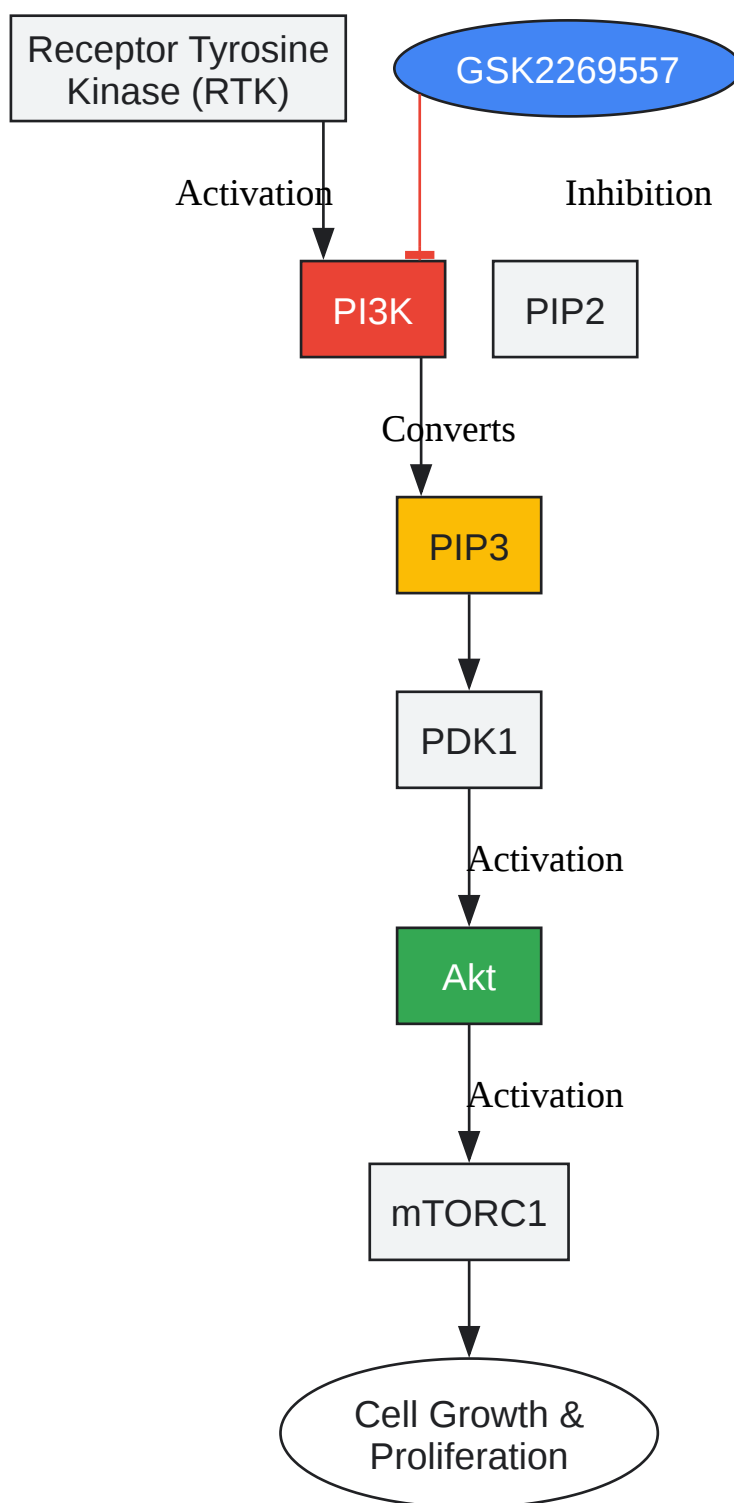 Receptor Tyrosine
Kinase (RTK)
GSK2269557
Activation
Inhibition
PI3K
PIP2
Converts
PIP3
PDK1
Activation
Akt
Activation
mTORC1
Cell Growth &
Proliferation